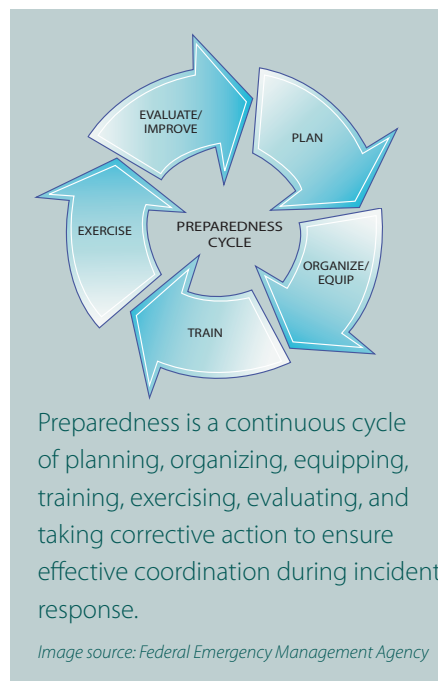 EVALUATE/
IMPROVE
PLAN
EXERCISE
PREPAREDNESS
CYCLE
ORGANIZE/
EQUIP
TRAIN
Preparedness is a continuous cycle
of planning, organizing, equipping,
training, exercising, evaluating, and
taking corrective action to ensure
effective coordination during incident
response.
Image source: Federal Emergency Management Agency